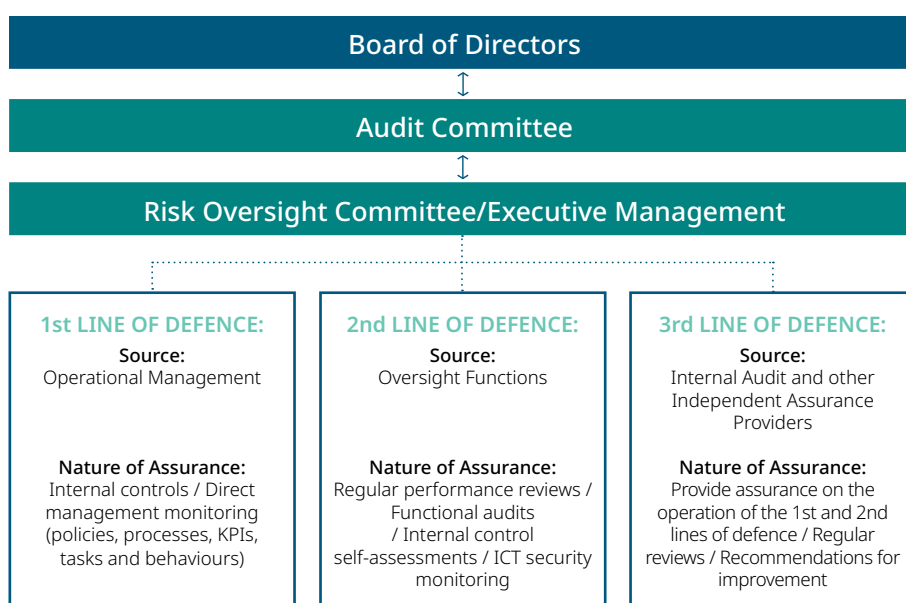 Board of Directors
Audit Committee
Risk Oversight Committee/Executive Management
1st LINE OF DEFENCE:
Source:
Operational Management
Nature of Assurance:
Internal controls / Direct
management monitoring
(policies, processes, KPIs,
tasks and behaviours)
2nd LINE OF DEFENCE:
Source:
Oversight Functions
Nature of Assurance:
Regular performance reviews /
Functional audits
/ Internal control
self-assessments / ICT security
monitoring
3rd LINE OF DEFENCE:
Source:
Internal Audit and other
Independent Assurance
Providers
Nature of Assurance:
Provide assurance on the
operation of the 1st and 2nd
lines of defence / Regular
reviews / Recommendations for
improvement